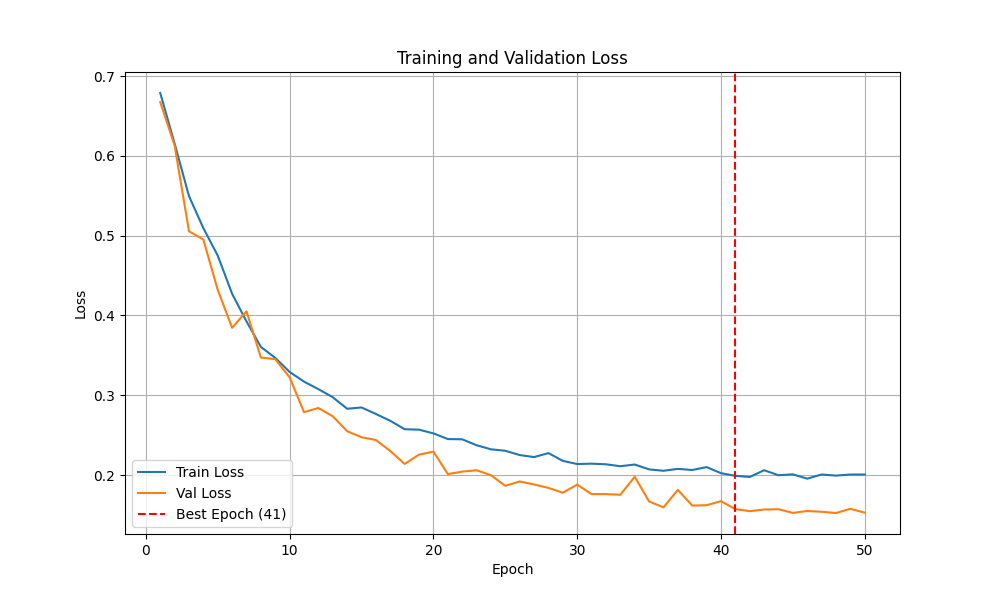 Training and Validation Loss
0.7
0.6
0.5
0.4
0.3
0.2
Loss
Train Loss
Val Loss
Best Epoch (41)
0 10 20 30 40 50
Epoch